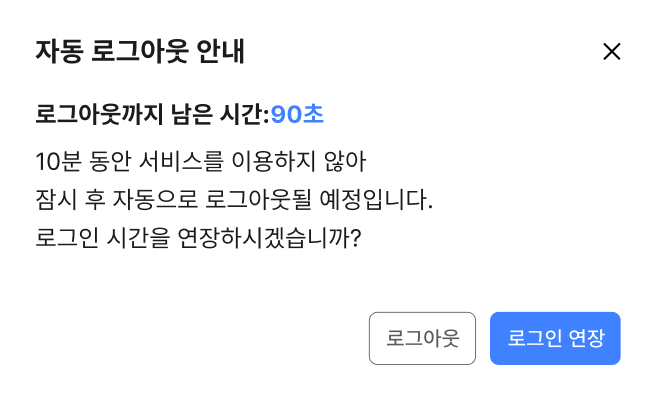 자동 로그아웃 안내
로그아웃까지 남은 시간:90초
10분 동안 서비스를 이용하지 않아
잠시 후 자동으로 로그아웃될 예정입니다.
로그인 시간을 연장하시겠습니까?
로그아웃
로그인 연장